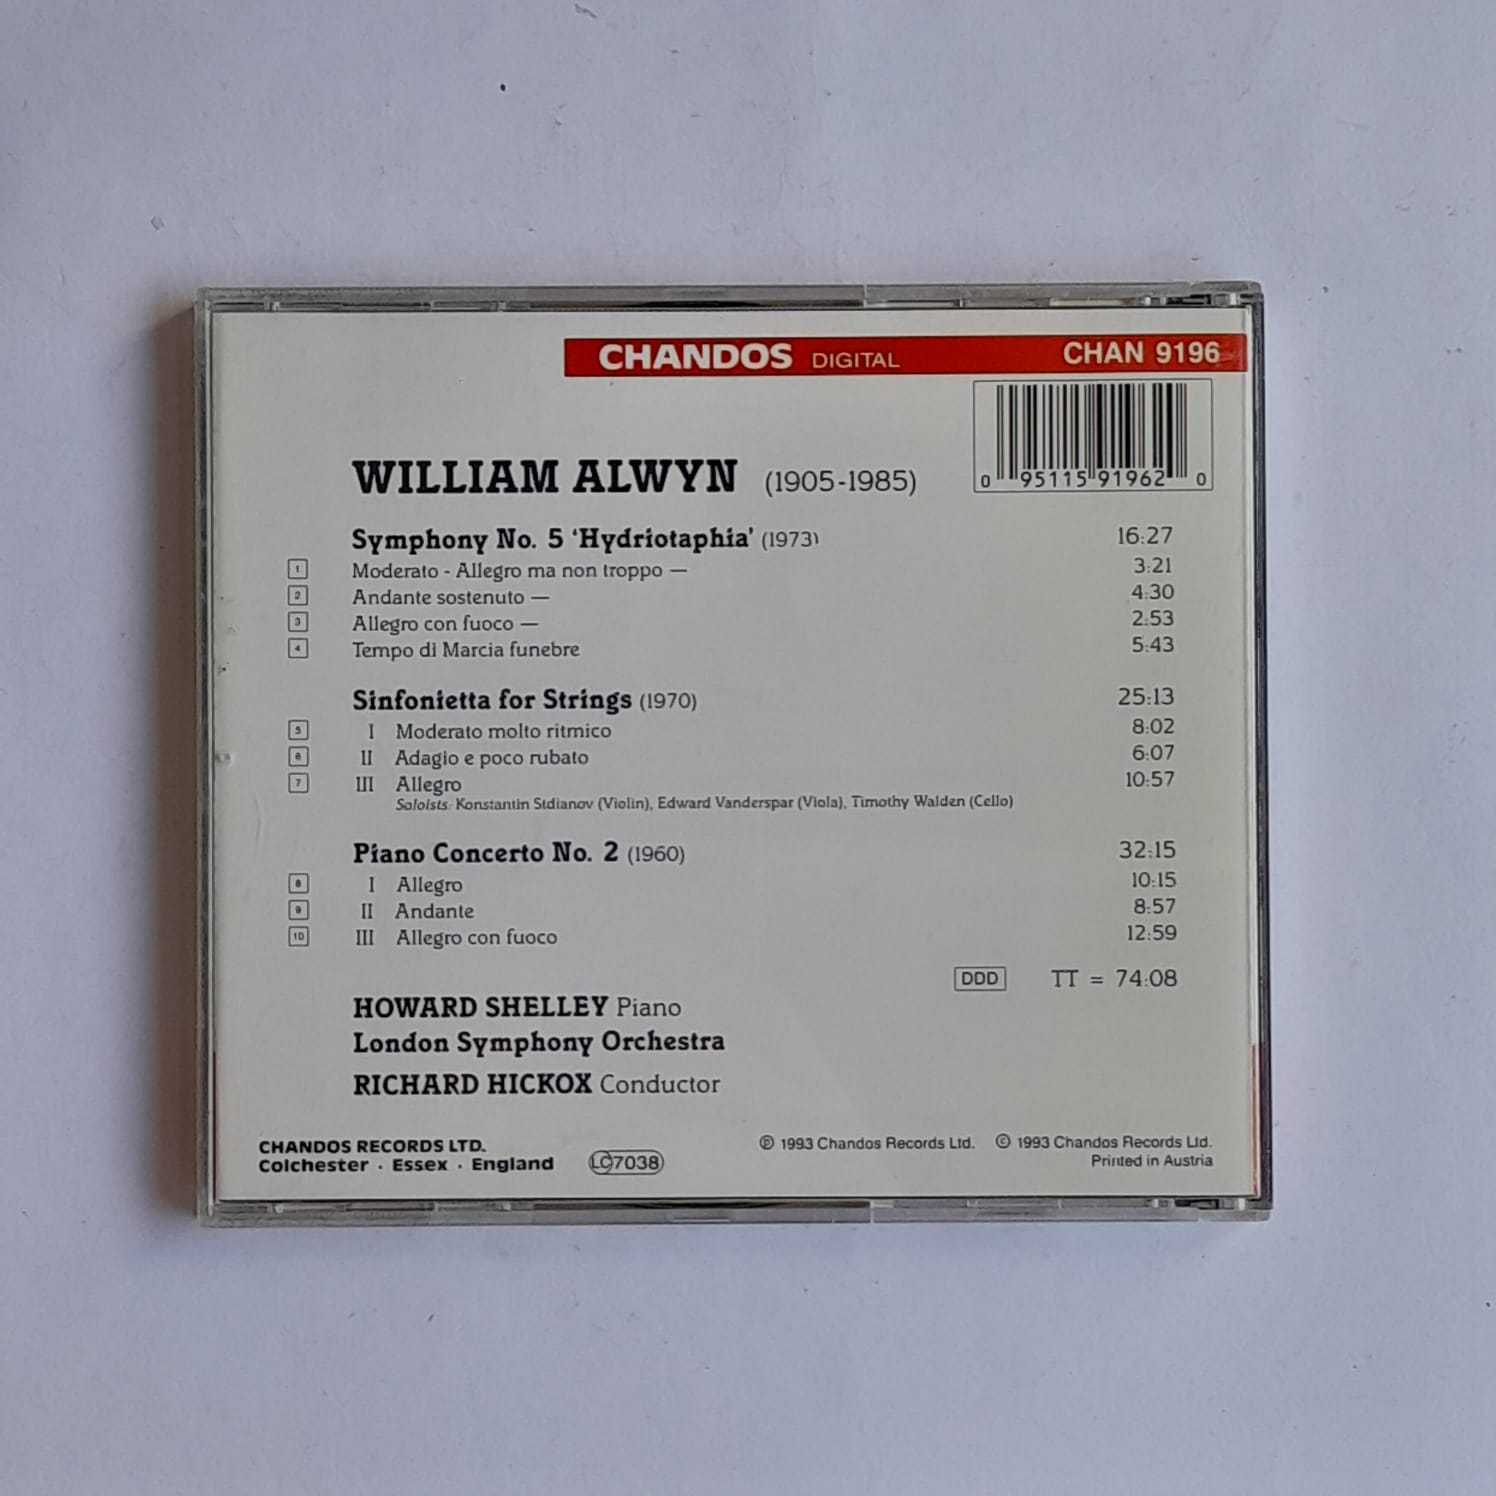 CHANDOS DIGITAL CHAN 9196
0 95115 91962 0
WILLIAM ALWYN (1905-1985)
Symphony No. 5 ‘Hydriotaphia’ (1973) 16:27
1 Moderato - Allegro ma non troppo — 3:21
2 Andante sostenuto — 4:30
3 Allegro con fuoco — 2:53
4 Tempo di Marcia funebre 5:43
Sinfonietta for Strings (1970) 25:13
5 I Moderato molto ritmico 8:02
6 II Adagio e poco rubato 6:07
7 III Allegro 10:57
Soloists: Konstantin Stdianov (Violin), Edward Vanderspar (Viola), Timothy Walden (Cello)
Piano Concerto No. 2 (1960) 32:15
8 I Allegro 10:15
9 II Andante 8:57
10 III Allegro con fuoco 12:59
DDD TT = 74:08
HOWARD SHELLEY Piano
London Symphony Orchestra
RICHARD HICKOX Conductor
CHANDOS RECORDS LTD.
Colchester · Essex · England
LC 7038
℗ 1993 Chandos Records Ltd. © 1993 Chandos Records Ltd.
Printed in Austria